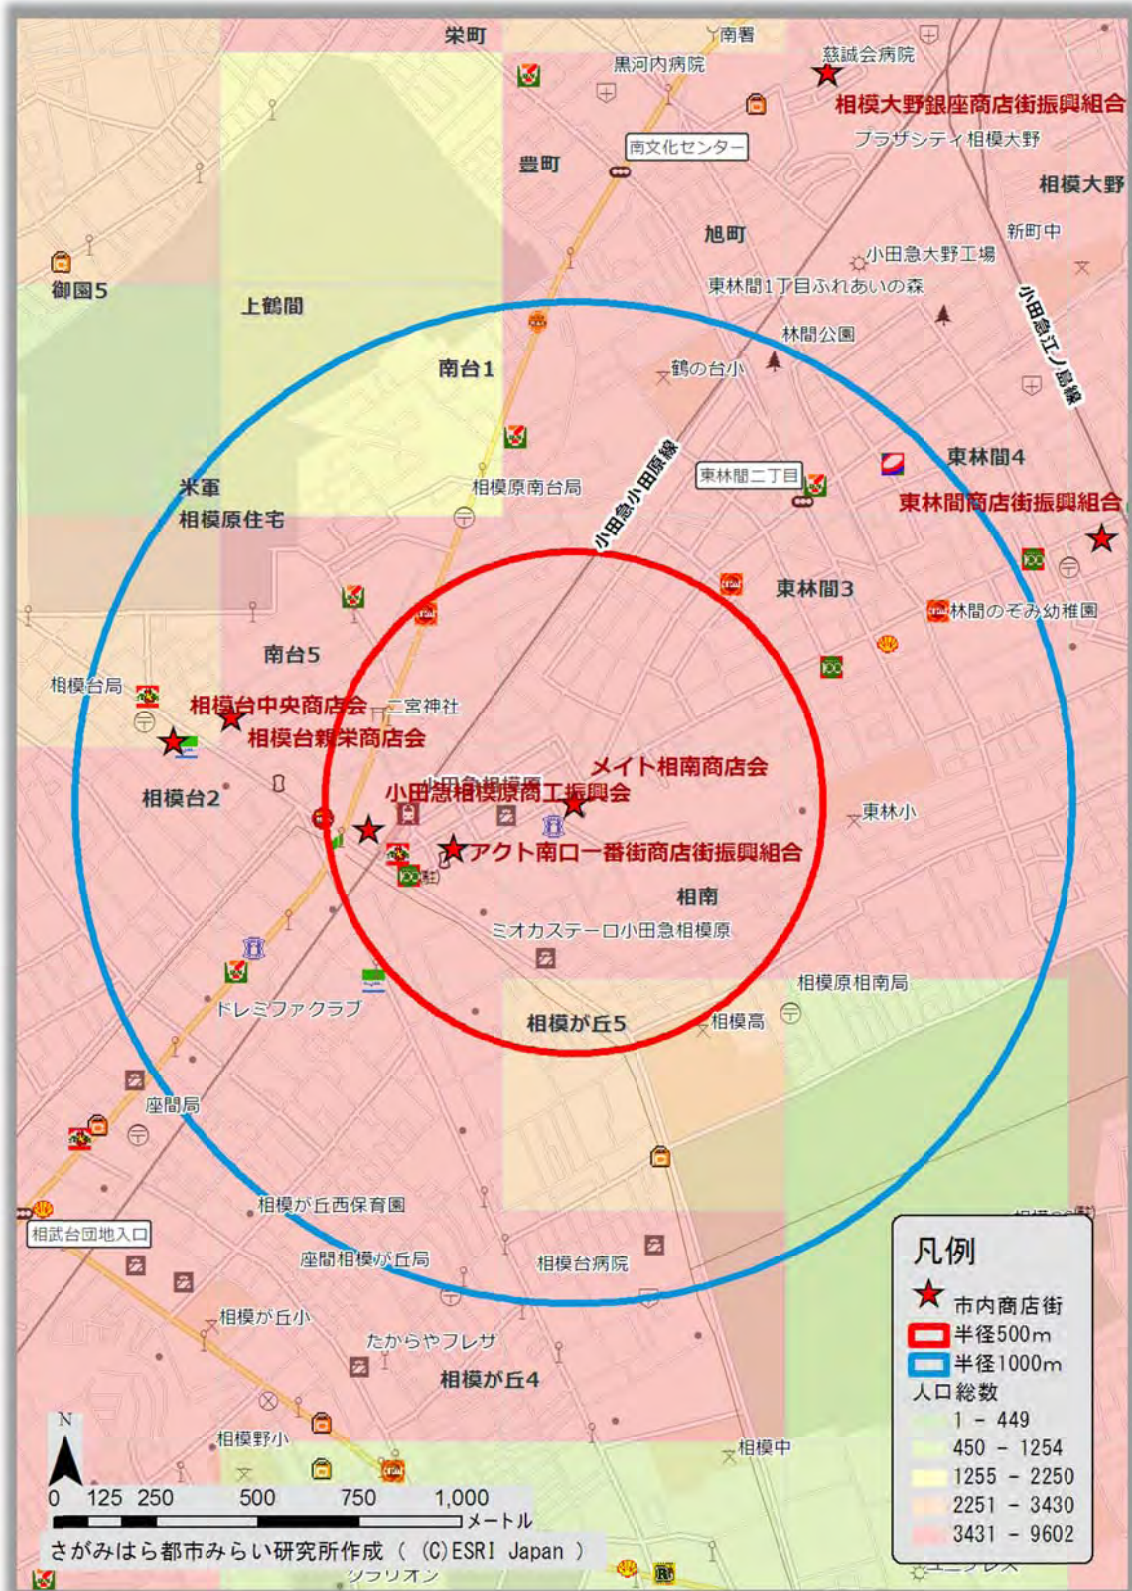 栄町
南署
慈誠会病院
黒河内病院
相模大野銀座商店街振興組合
プラザシティ相模大野
南文化センター
豊町
相模大野
旭町
新町中
小田急大野工場
御園5
東林間1丁目ふれあいの森
小田急江ノ島線
上鶴間
林間公園
南台1
鶴の台小
小田急小田原線
東林間4
東林間二丁目
米軍
相模原南台局
東林間商店街振興組合
相模原住宅
東林間3
林間のぞみ幼稚園
南台5
相模台局
相模台中央商店会
二宮神社
相模台親栄商店会
メイト相南商店会
小田急相模原
小田急相模原商工振興会
相模台2
東林小
アクト南口一番街商店街振興組合
(駐)
相南
ミオカステーロ小田急相模原
相模原相南局
ドレミファクラブ
相模が丘5
相模高
座間局
相模が丘西保育園
相武台団地入口
座間相模が丘局
相模台病院
相模が丘小
たからやフレサ
相模が丘4
相模野小
相模中
凡例
市内商店街
半径500m
半径1000m
人口総数
1 - 449
450 - 1254
1255 - 2250
2251 - 3430
3431 - 9602
N
0 125 250 500 750 1,000
メートル
さがみはら都市みらい研究所作成 ( (C)ESRI Japan )
クラリオン